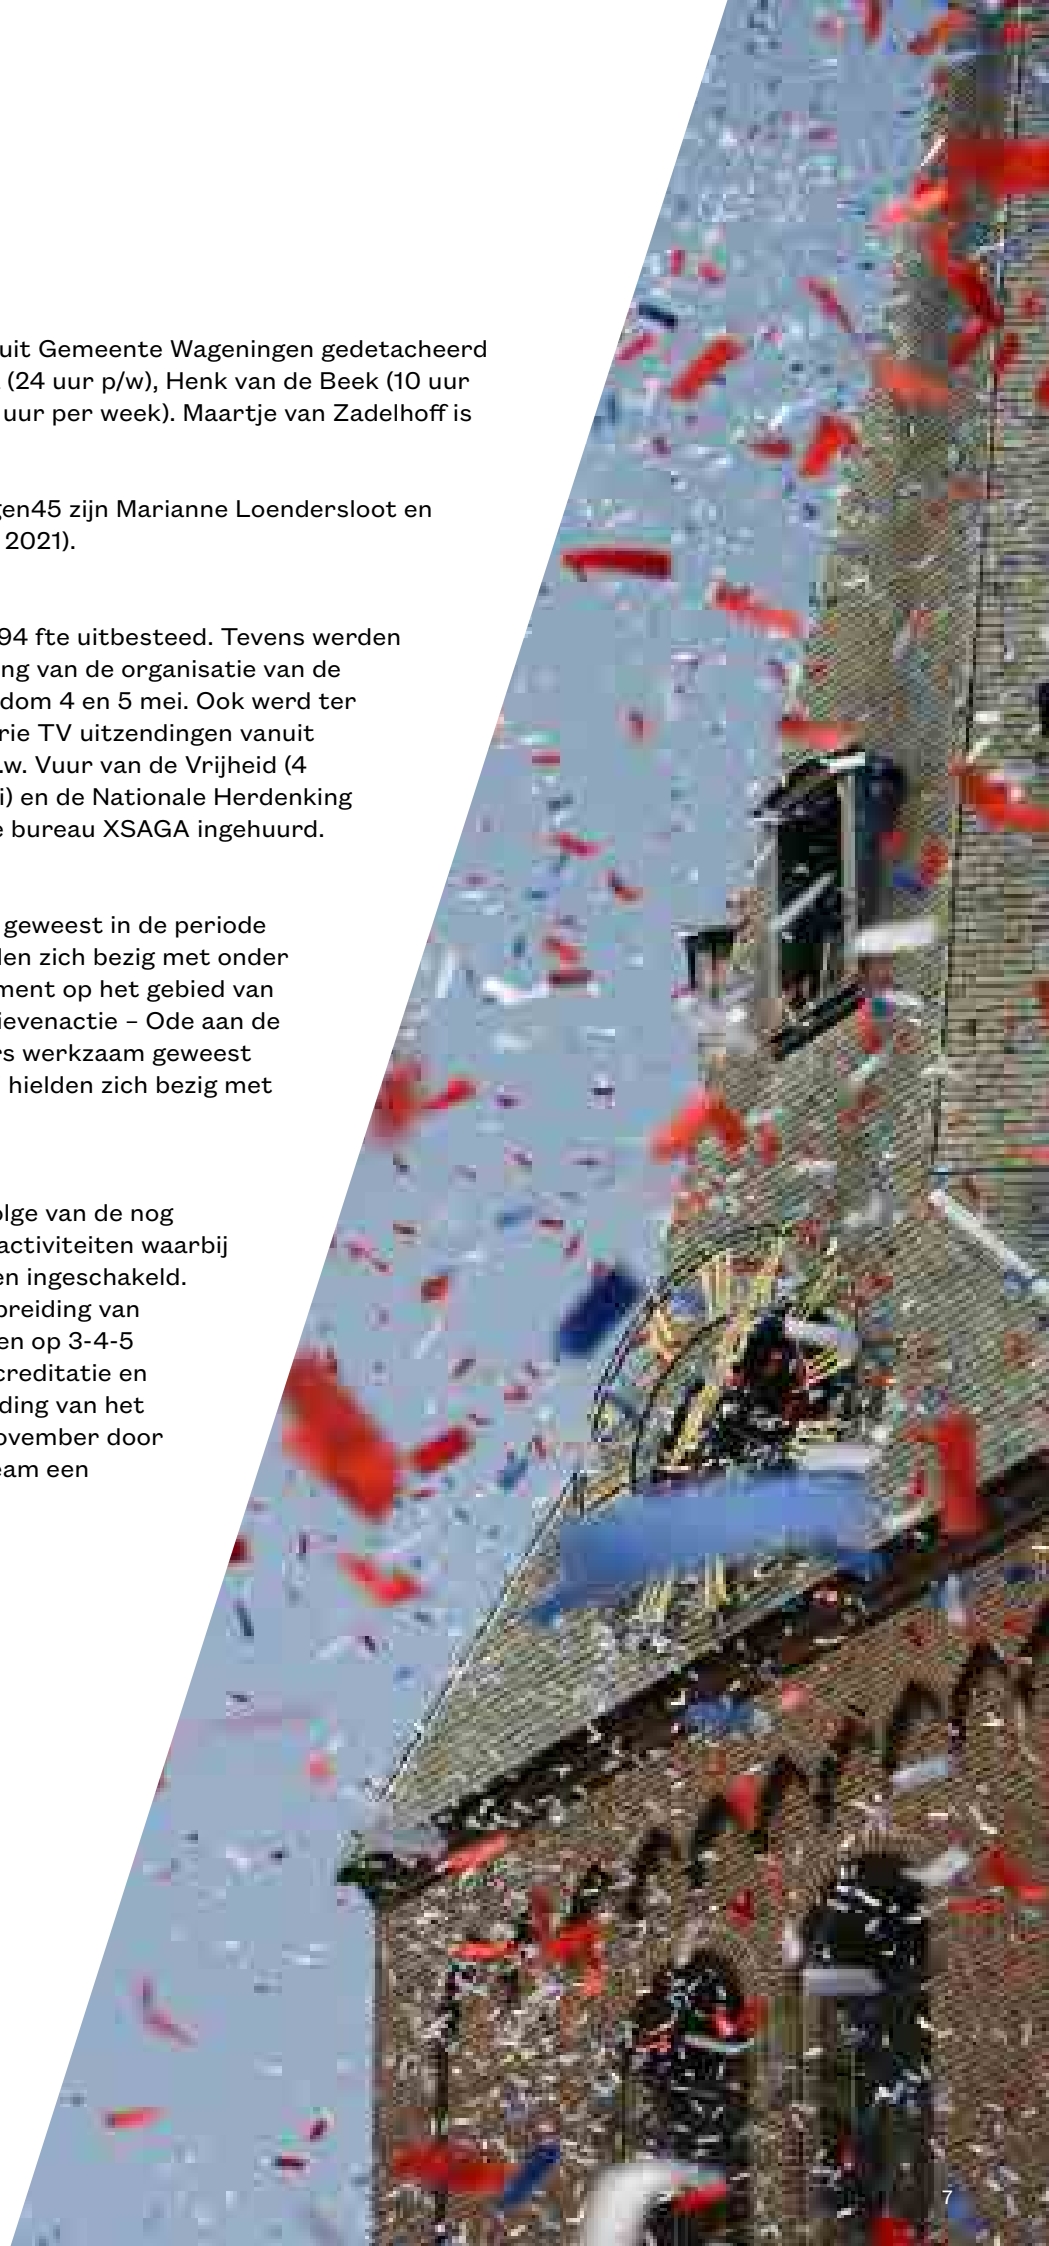 uit Gemeente Wageningen gedetacheerd
(24 uur p/w), Henk van de Beek (10 uur
uur per week). Maartje van Zadelhoff is
gen45 zijn Marianne Loendersloot en
2021).
94 fte uitbesteed. Tevens werden
ng van de organisatie van de
dom 4 en 5 mei. Ook werd ter
rie TV uitzendingen vanuit
.w. Vuur van de Vrijheid (4
i) en de Nationale Herdenking
e bureau XSAGA ingehuurd.
geweest in de periode
len zich bezig met onder
ment op het gebied van
ievenactie – Ode aan de
rs werkzaam geweest
hielden zich bezig met
olge van de nog
activiteiten waarbij
en ingeschakeld.
breiding van
en op 3-4-5
creditatie en
ding van het
ovember door
eam een
7